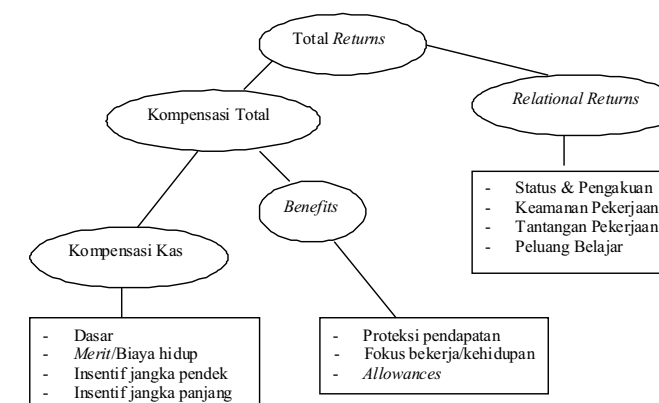 Total Returns
Kompensasi Total
Relational Returns
Benefits
- Status & Pengakuan
- Keamanan Pekerjaan
- Tantangan Pekerjaan
- Peluang Belajar
Kompensasi Kas
- Dasar
- Merit/Biaya hidup
- Insentif jangka pendek
- Insentif jangka panjang
- Proteksi pendapatan
- Fokus bekerja/kehidupan
- Allowances